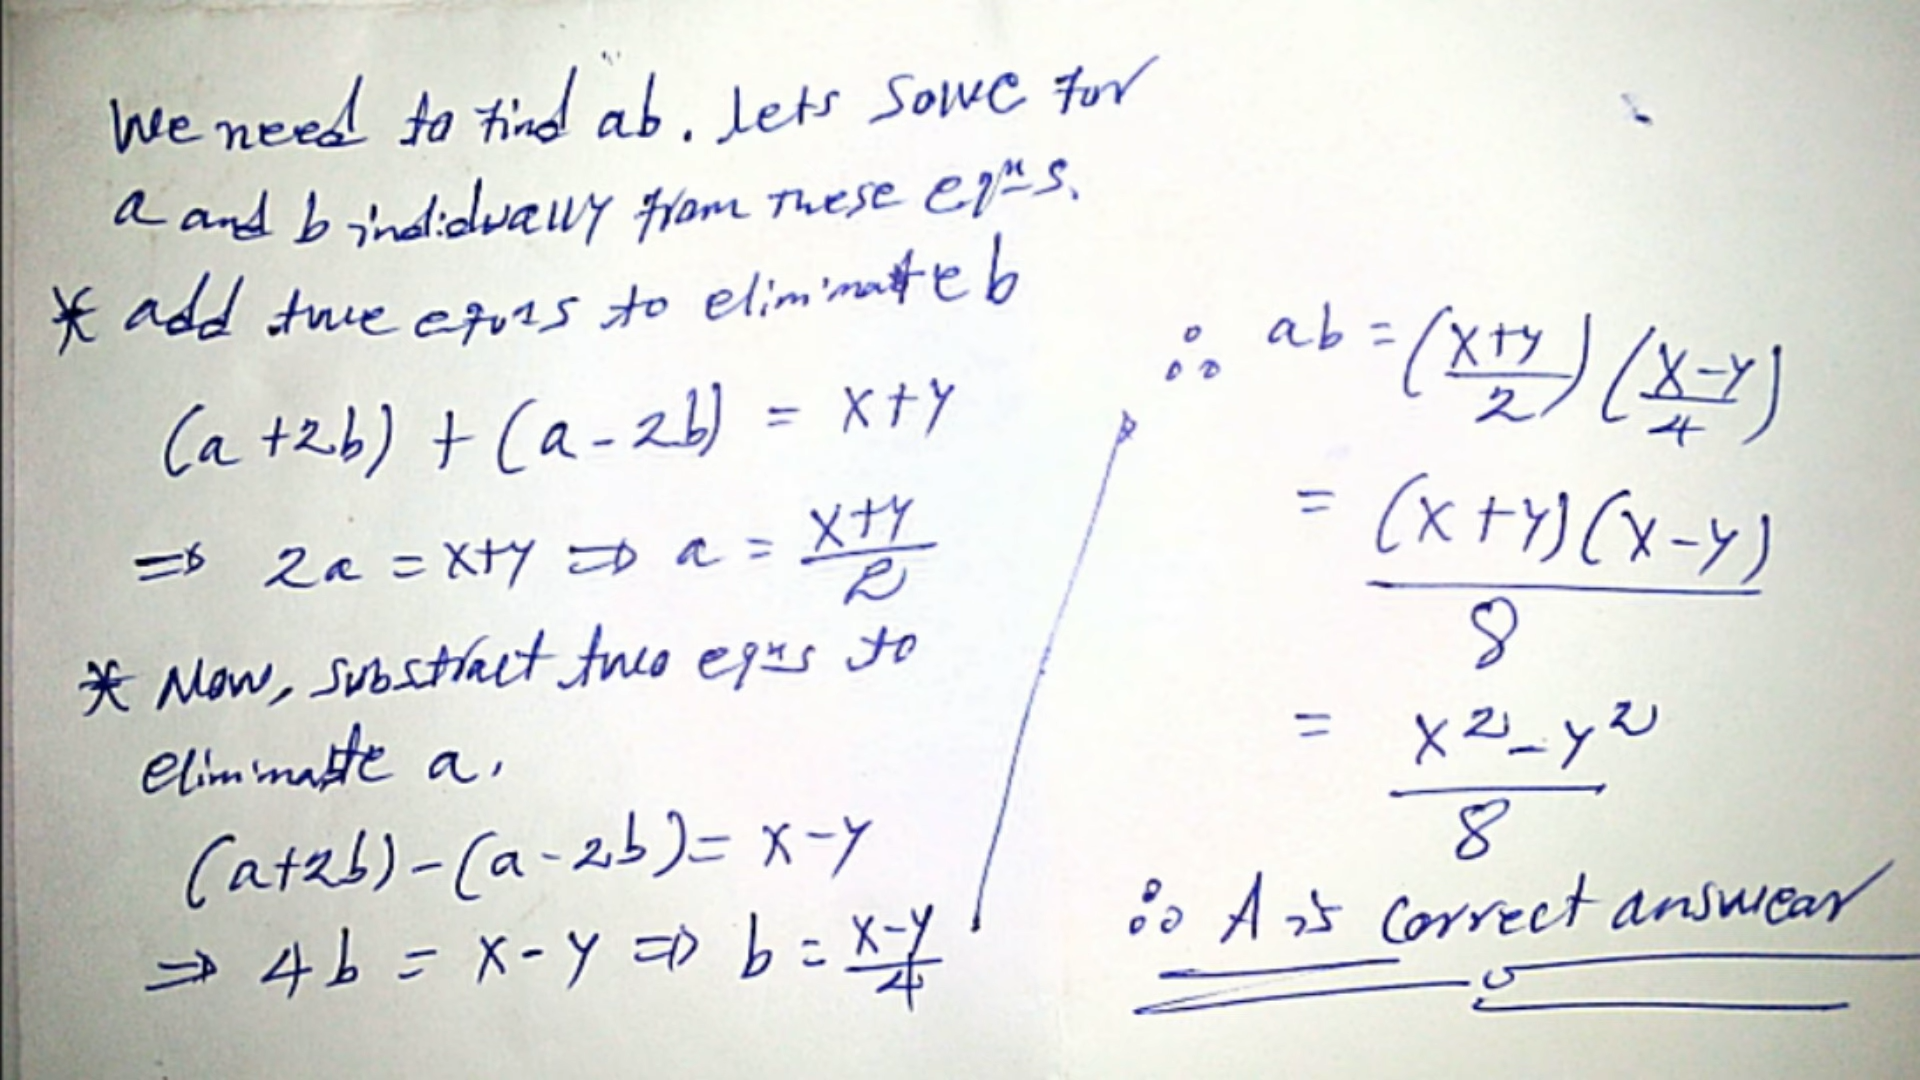 We need to find ab. lets solve for
a and b indidually from these eqns.
* add two eqns to eliminate b
(a +2b) + (a - 2b) = x+y
⇒ 2a = x+y ⇒ a = x+y/2
* Now, substract two eqns to
eliminate a.
(a+2b)-(a-2b)= x-y
⇒ 4b = x-y ⇒ b = x-y/4
∴ ab = (x+y/2)(x-y/4)
= (x+y)(x-y)/8
= x²-y²/8
∴ A is correct answear